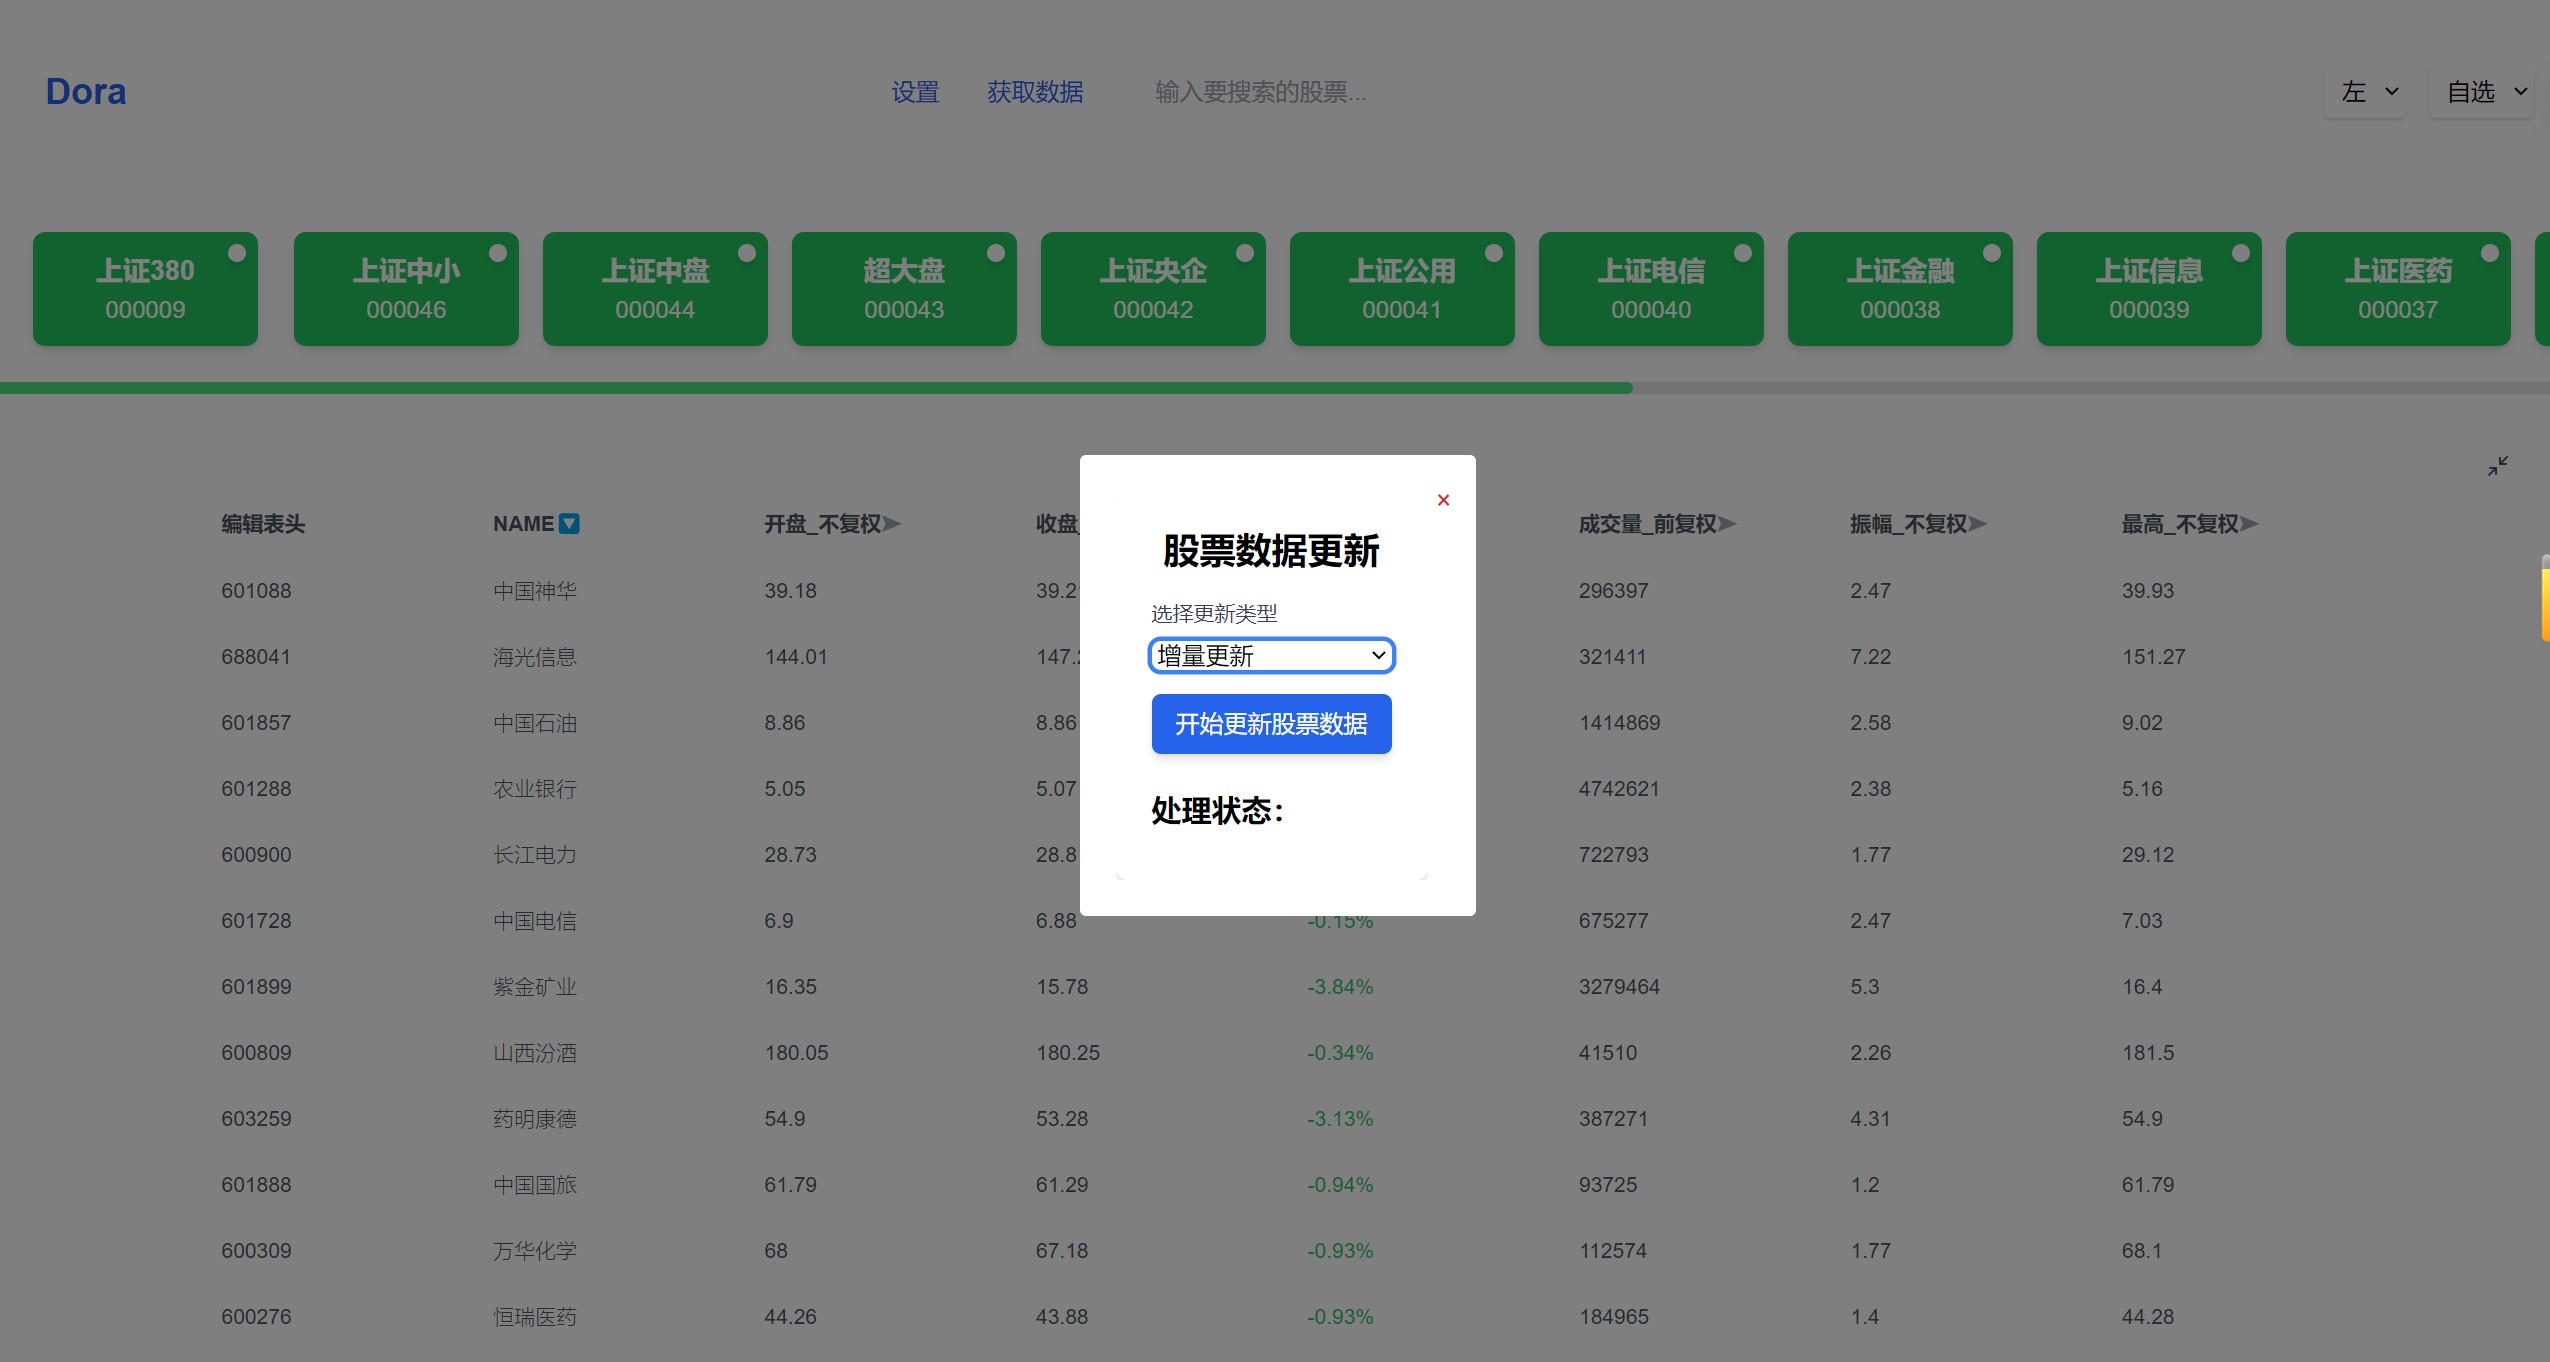 Dora
设置 获取数据 输入要搜索的股票... 左 自选
上证380 上证中小 上证中盘 超大盘 上证央企 上证公用 上证电信 上证金融 上证信息 上证医药
000009 000046 000044 000043 000042 000041 000040 000038 000039 000037
×
股票数据更新
选择更新类型
增量更新
开始更新股票数据
处理状态：
编辑表头 NAME 开盘_不复权 收盘_ 成交量_前复权 振幅_不复权 最高_不复权
601088 中国神华 39.18 39.2 296397 2.47 39.93
688041 海光信息 144.01 147. 321411 7.22 151.27
601857 中国石油 8.86 8.86 1414869 2.58 9.02
601288 农业银行 5.05 5.07 4742621 2.38 5.16
600900 长江电力 28.73 28.8 722793 1.77 29.12
601728 中国电信 6.9 6.88 -0.15% 675277 2.47 7.03
601899 紫金矿业 16.35 15.78 -3.84% 3279464 5.3 16.4
600809 山西汾酒 180.05 180.25 -0.34% 41510 2.26 181.5
603259 药明康德 54.9 53.28 -3.13% 387271 4.31 54.9
601888 中国国旅 61.79 61.29 -0.94% 93725 1.2 61.79
600309 万华化学 68 67.18 -0.93% 112574 1.77 68.1
600276 恒瑞医药 44.26 43.88 -0.93% 184965 1.4 44.28